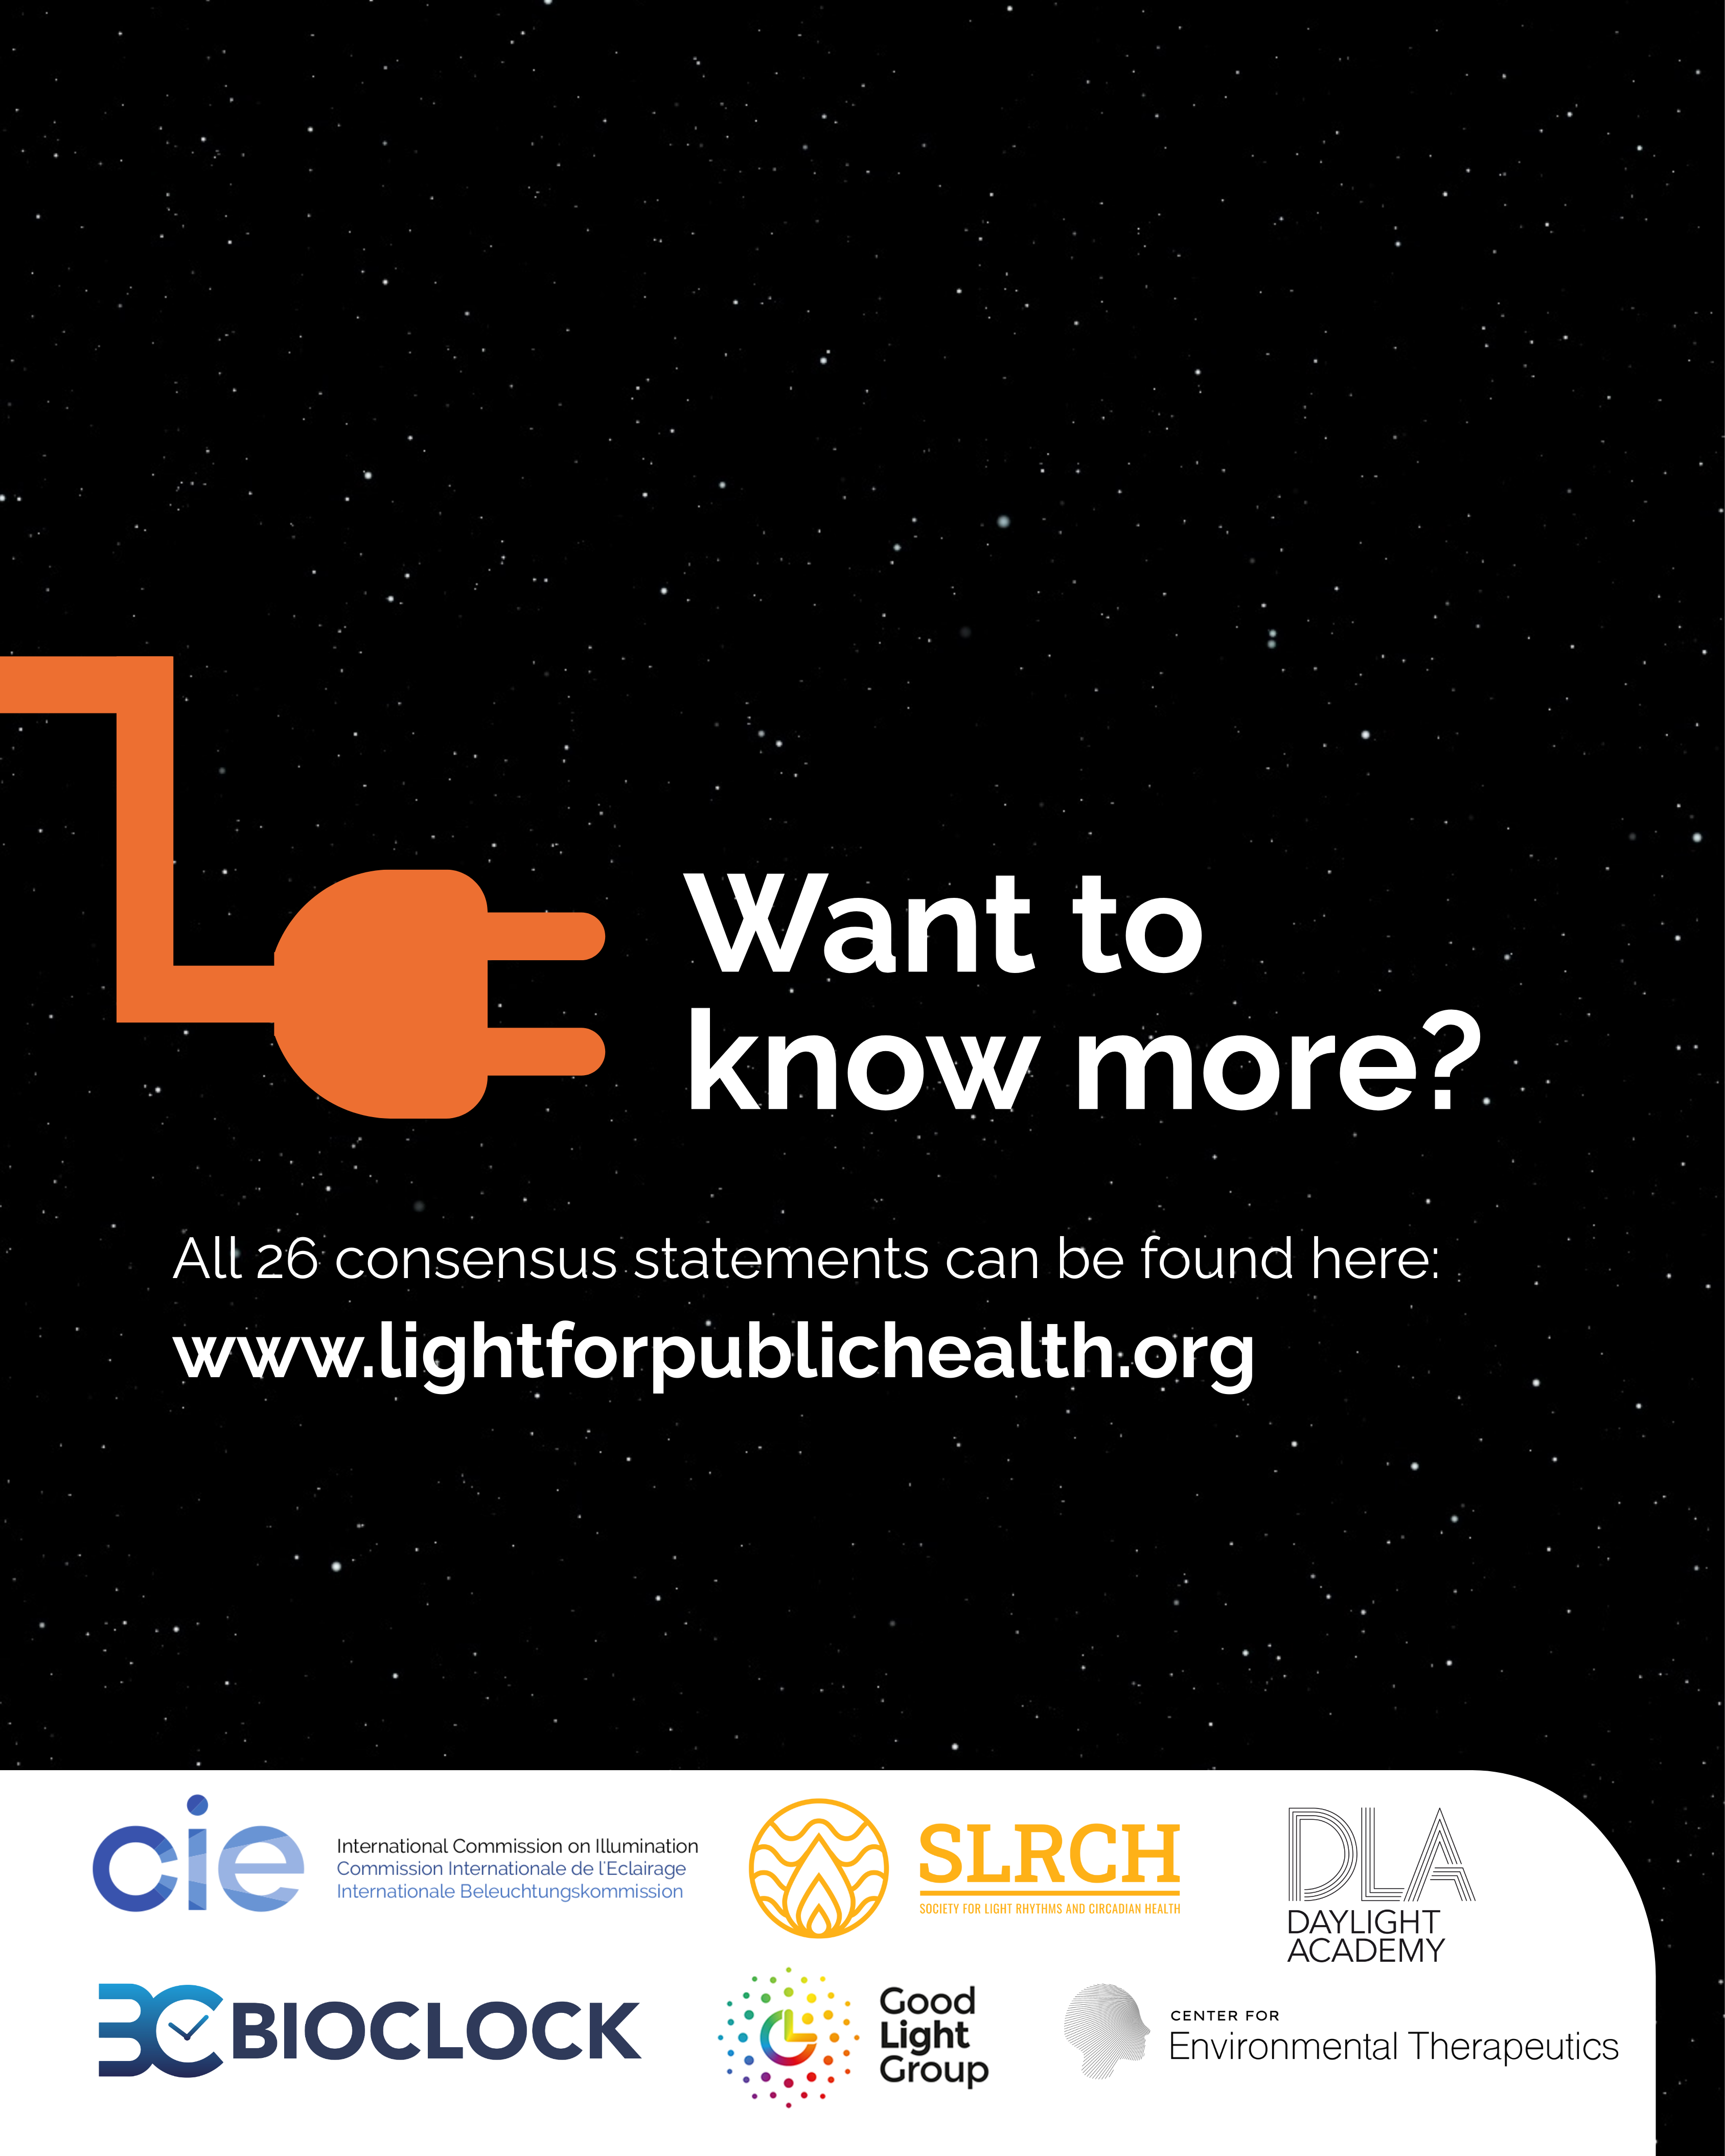 Want to
know more?
All 26 consensus statements can be found here:
www.lightforpublichealth.org
cie
International Commission on Illumination
Commission Internationale de l'Eclairage
Internationale Beleuchtungskommission
SLRCH
SOCIETY FOR LIGHT RHYTHMS AND CIRCADIAN HEALTH
DLA
DAYLIGHT
ACADEMY
BC BIOCLOCK
Good
Light
Group
CENTER FOR
Environmental Therapeutics